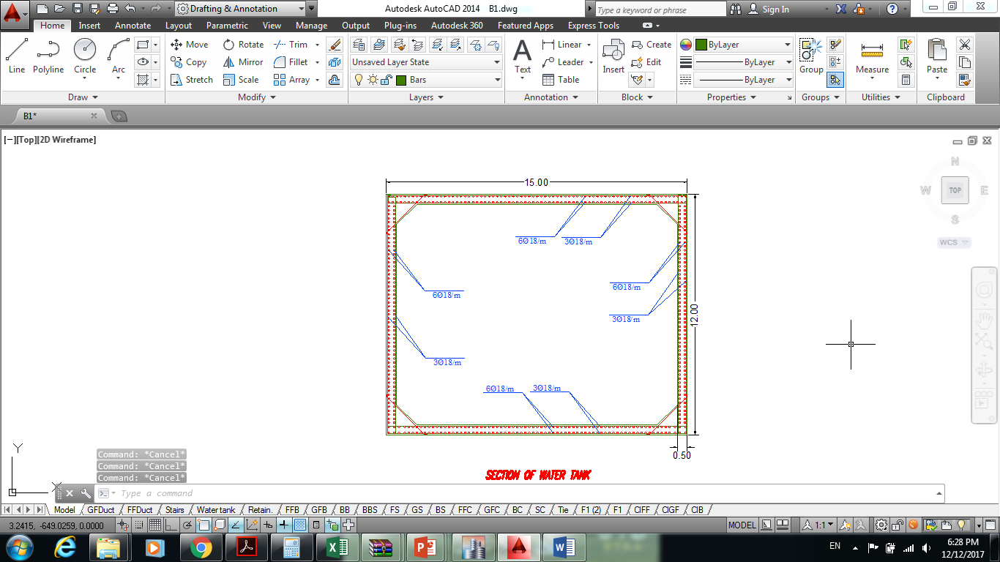 Drafting & Annotation
Autodesk AutoCAD 2014 B1.dwg
Type a keyword or phrase
Sign In
Home Insert Annotate Layout Parametric View Manage Output Plug-ins Autodesk 360 Featured Apps Express Tools
Line Polyline Circle Arc
Move Rotate Trim
Copy Mirror Fillet
Stretch Scale Array
Unsaved Layer State
Bars
Text Linear
Leader
Table
Insert Create
Edit
ByLayer
ByLayer
ByLayer
Group Measure Paste
Draw Modify Layers Annotation Block Properties Groups Utilities Clipboard
B1*
[−][Top][2D Wireframe]
N
W TOP E
S
WCS
15.00
6Ø18/m 3Ø18/m
6Ø18/m
6Ø18/m
12.00
3Ø18/m
3Ø18/m
6Ø18/m 3Ø18/m
0.50
SECTION OF WATER TANK
Y
X
Command: *Cancel*
Command: *Cancel*
Command: *Cancel*
Type a command
Model GFDuct FFDuct Stairs Water tank Retain. FFB GFB BB BBS FS GS BS FFC GFC BC SC Tie F1 (2) F1 CIFF CIGF CIB
3.2415, -649.0259, 0.0000
MODEL
1:1
EN
6:28 PM
12/12/2017